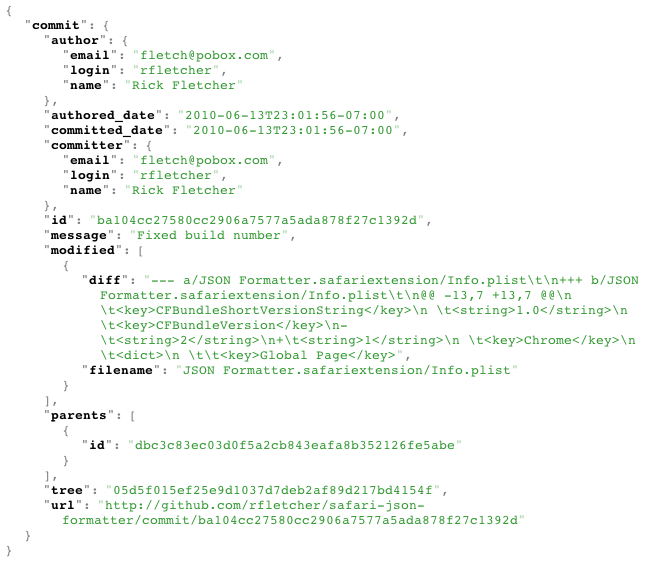 {
"commit": {
"author": {
"email": "fletch@pobox.com",
"login": "rfletcher",
"name": "Rick Fletcher"
},
"authored_date": "2010-06-13T23:01:56-07:00",
"committed_date": "2010-06-13T23:01:56-07:00",
"committer": {
"email": "fletch@pobox.com",
"login": "rfletcher",
"name": "Rick Fletcher"
},
"id": "ba104cc27580cc2906a7577a5ada878f27c1392d",
"message": "Fixed build number",
"modified": [
{
"diff": "--- a/JSON Formatter.safariextension/Info.plist\t\n+++ b/JSON
Formatter.safariextension/Info.plist\t\n@@ -13,7 +13,7 @@\n
\t<key>CFBundleShortVersionString</key>\n \t<string>1.0</string>\n
\t<key>CFBundleVersion</key>\n-
\t<string>2</string>\n+\t<string>1</string>\n \t<key>Chrome</key>\n
\t<dict>\n \t\t<key>Global Page</key>",
"filename": "JSON Formatter.safariextension/Info.plist"
}
],
"parents": [
{
"id": "dbc3c83ec03d0f5a2cb843eafa8b352126fe5abe"
}
],
"tree": "05d5f015ef25e9d1037d7deb2af89d217bd4154f",
"url": "http://github.com/rfletcher/safari-json-
formatter/commit/ba104cc27580cc2906a7577a5ada878f27c1392d"
}
}